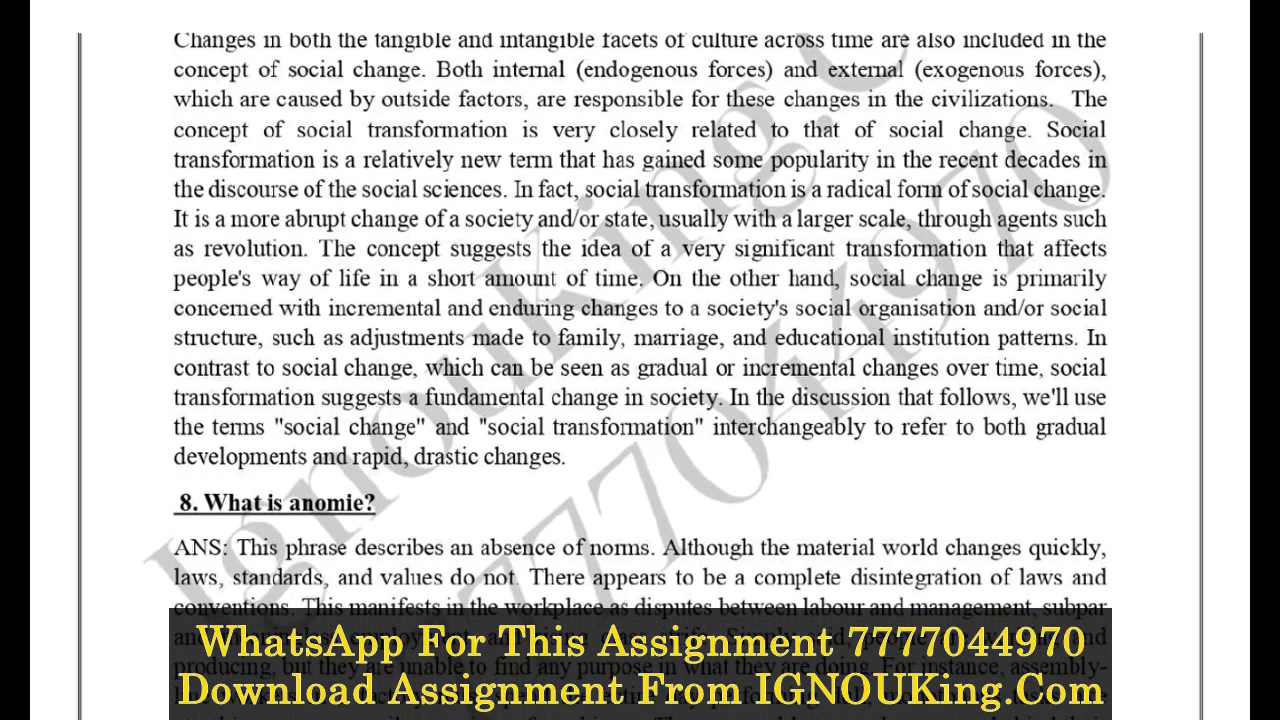 Changes in both the tangible and intangible facets of culture across time are also included in the
concept of social change. Both internal (endogenous forces) and external (exogenous forces),
which are caused by outside factors, are responsible for these changes in the civilizations. The
concept of social transformation is very closely related to that of social change. Social
transformation is a relatively new term that has gained some popularity in the recent decades in
the discourse of the social sciences. In fact, social transformation is a radical form of social change.
It is a more abrupt change of a society and/or state, usually with a larger scale, through agents such
as revolution. The concept suggests the idea of a very significant transformation that affects
people's way of life in a short amount of time. On the other hand, social change is primarily
concerned with incremental and enduring changes to a society's social organisation and/or social
structure, such as adjustments made to family, marriage, and educational institution patterns. In
contrast to social change, which can be seen as gradual or incremental changes over time, social
transformation suggests a fundamental change in society. In the discussion that follows, we'll use
the terms "social change" and "social transformation" interchangeably to refer to both gradual
developments and rapid, drastic changes.
8. What is anomie?
ANS: This phrase describes an absence of norms. Although the material world changes quickly,
laws, standards, and values do not. There appears to be a complete disintegration of laws and
conventions. This manifests in the workplace as disputes between labour and management, subpar
WhatsApp For This Assignment 7777044970
producing, but they are unable to find any purpose in what they are doing. For instance, assembly-
Download Assignment From IGNOUKing.Com
IgnouKing.C
7777044970